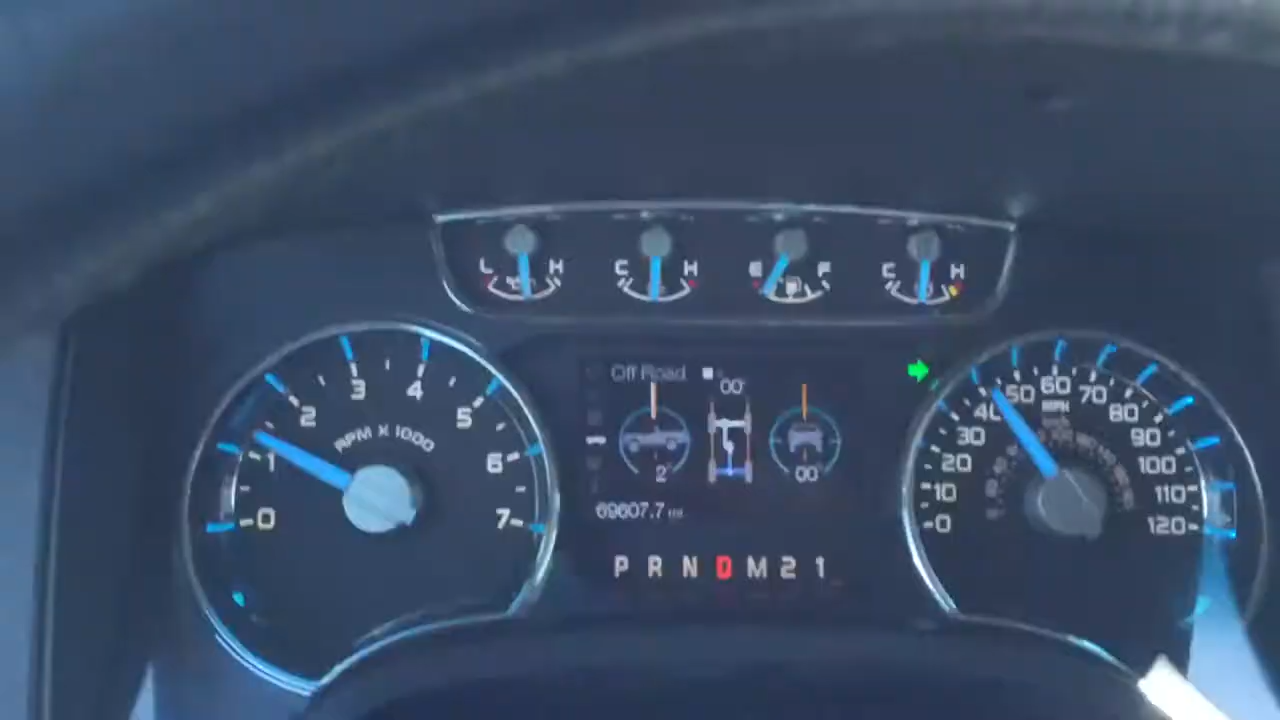 L H
C H
E F
C H
Off Road
00°
2°
00°
69607.7 mi
P R N D M 2 1
0 1 2 3 4 5 6 7
RPM X 1000
0 10 20 30 40 50 60 70 80 90 100 110 120
MPH